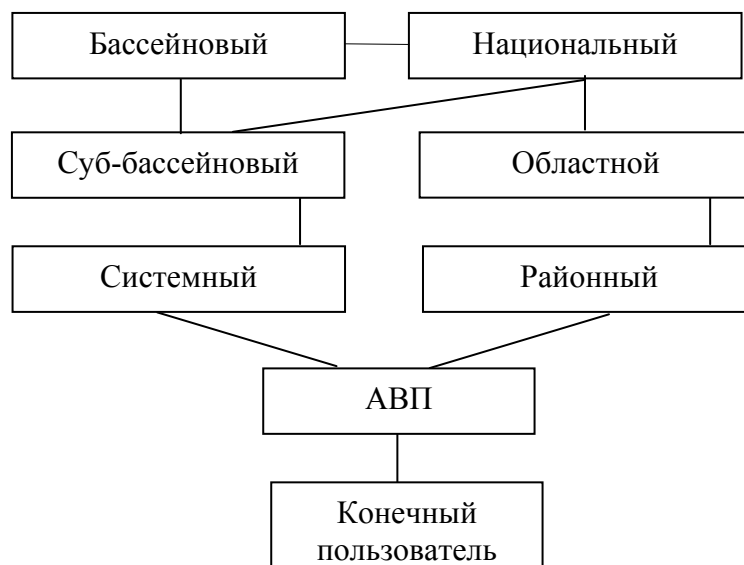 Бассейновый
Национальный
Суб-бассейновый
Областной
Системный
Районный
АВП
Конечный
пользователь